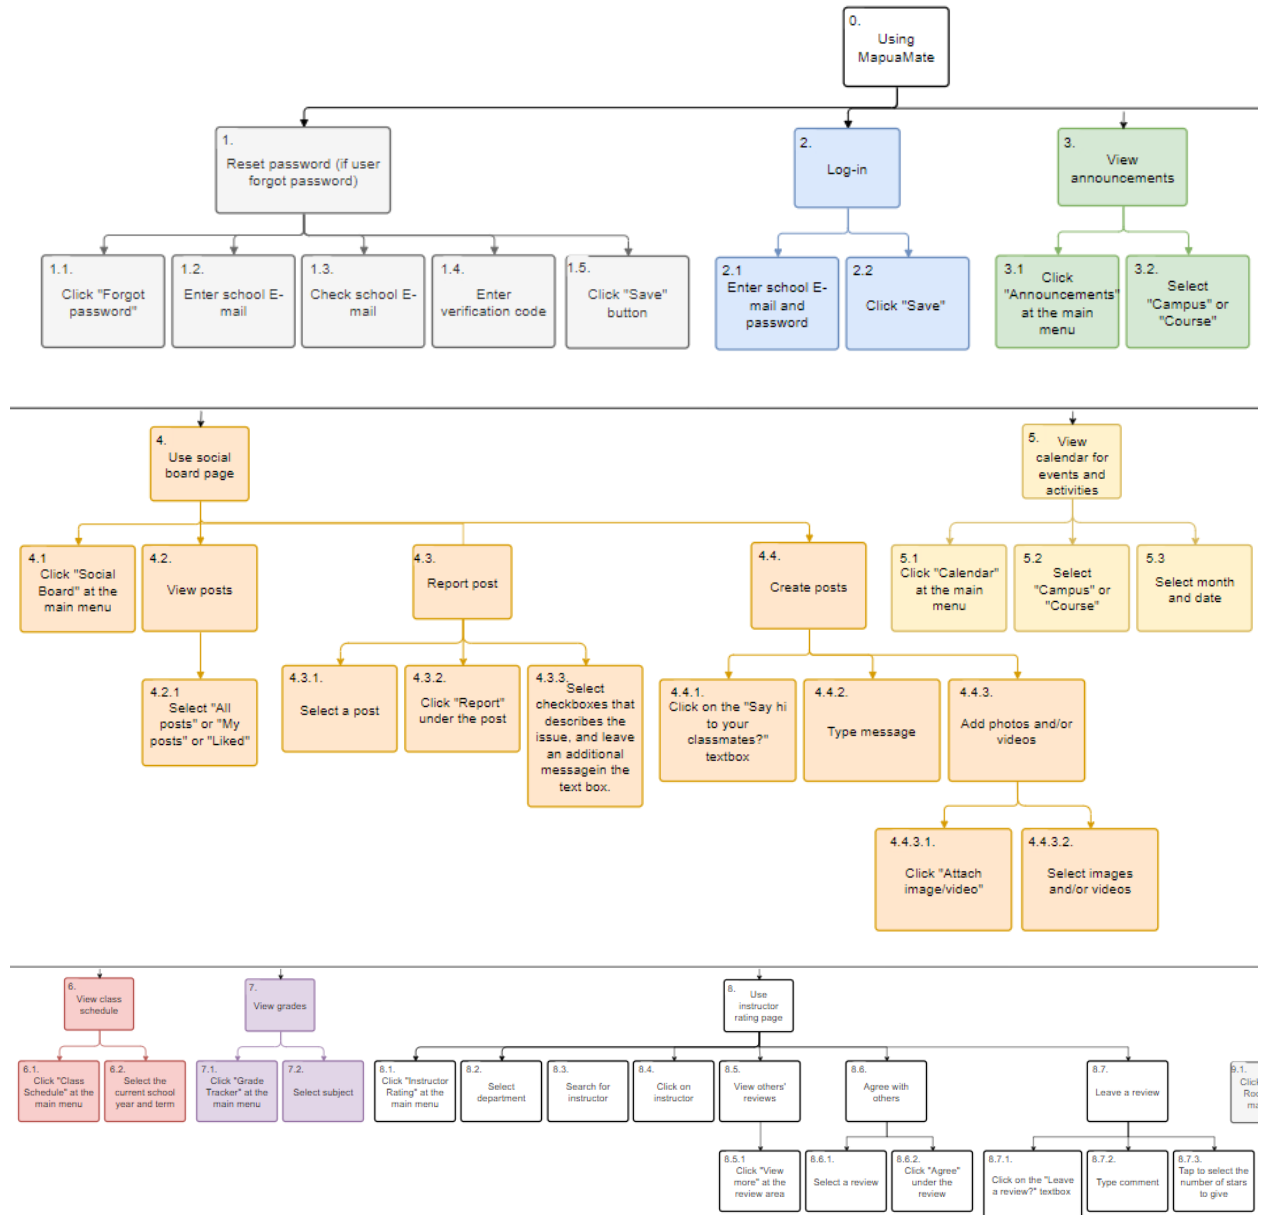 0.
Using
MapuaMate
1.
Reset password (if user
forgot password)
2.
Log-in
3.
View
announcements
1.1.
Click "Forgot
password"
1.2.
Enter school E-
mail
1.3.
Check school E-
mail
1.4.
Enter
verification code
1.5.
Click "Save"
button
2.1
Enter school E-
mail and
password
2.2
Click "Save"
3.1
Click
"Announcements"
at the main
menu
3.2.
Select
"Campus" or
"Course"
4.
Use social
board page
5.
View
calendar for
events and
activities
4.1
Click "Social
Board" at the
main menu
4.2.
View posts
4.3.
Report post
4.4.
Create posts
5.1
Click "Calendar"
at the main
menu
5.2
Select
"Campus" or
"Course"
5.3
Select month
and date
4.2.1
Select "All
posts" or "My
posts" or "Liked"
4.3.1.
Select a post
4.3.2.
Click "Report"
under the post
4.3.3.
Select
checkboxes that
describes the
issue, and leave
an additional
messagein the
text box.
4.4.1.
Click on the "Say hi
to your
classmates?"
textbox
4.4.2.
Type message
4.4.3.
Add photos and/or
videos
4.4.3.1.
Click "Attach
image/video"
4.4.3.2.
Select images
and/or videos
6.
View class
schedule
7.
View grades
8.
Use
instructor
rating page
6.1.
Click "Class
Schedule" at the
main menu
6.2.
Select the
current school
year and term
7.1.
Click "Grade
Tracker" at the
main menu
7.2.
Select subject
8.1.
Click "Instructor
Rating" at the
main menu
8.2.
Select
department
8.3.
Search for
instructor
8.4.
Click on
instructor
8.5.
View others'
reviews
8.6.
Agree with
others
8.7.
Leave a review
9.1.
8.5.1
Click "View
more" at the
review area
8.6.1.
Select a review
8.6.2.
Click "Agree"
under the
review
8.7.1.
Click on the "Leave
a review?" textbox
8.7.2.
Type comment
8.7.3.
Tap to select the
number of stars
to give